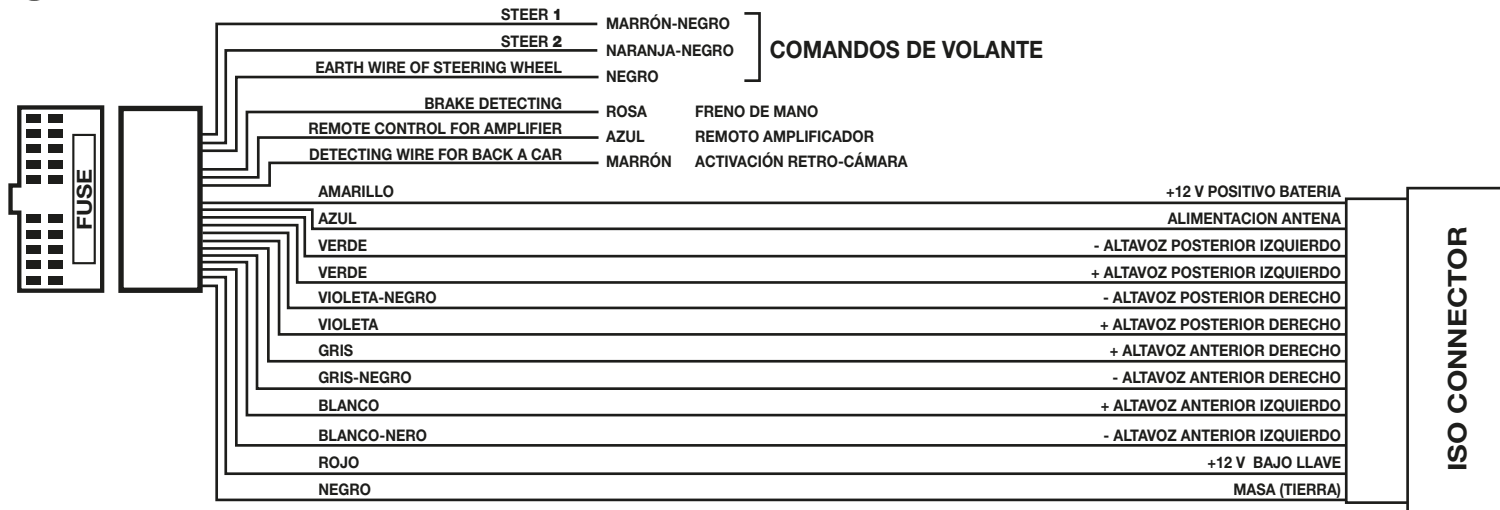 STEER 1 MARRÓN-NEGRO
STEER 2 NARANJA-NEGRO
EARTH WIRE OF STEERING WHEEL NEGRO
COMANDOS DE VOLANTE
BRAKE DETECTING ROSA FRENO DE MANO
REMOTE CONTROL FOR AMPLIFIER AZUL REMOTO AMPLIFICADOR
DETECTING WIRE FOR BACK A CAR MARRÓN ACTIVACIÓN RETRO-CÁMARA
FUSE
AMARILLO +12 V POSITIVO BATERIA
AZUL ALIMENTACION ANTENA
VERDE - ALTAVOZ POSTERIOR IZQUIERDO
VERDE + ALTAVOZ POSTERIOR IZQUIERDO
VIOLETA-NEGRO - ALTAVOZ POSTERIOR DERECHO
VIOLETA + ALTAVOZ POSTERIOR DERECHO
GRIS + ALTAVOZ ANTERIOR DERECHO
GRIS-NEGRO - ALTAVOZ ANTERIOR DERECHO
BLANCO + ALTAVOZ ANTERIOR IZQUIERDO
BLANCO-NERO - ALTAVOZ ANTERIOR IZQUIERDO
ROJO +12 V BAJO LLAVE
NEGRO MASA (TIERRA)
ISO CONNECTOR